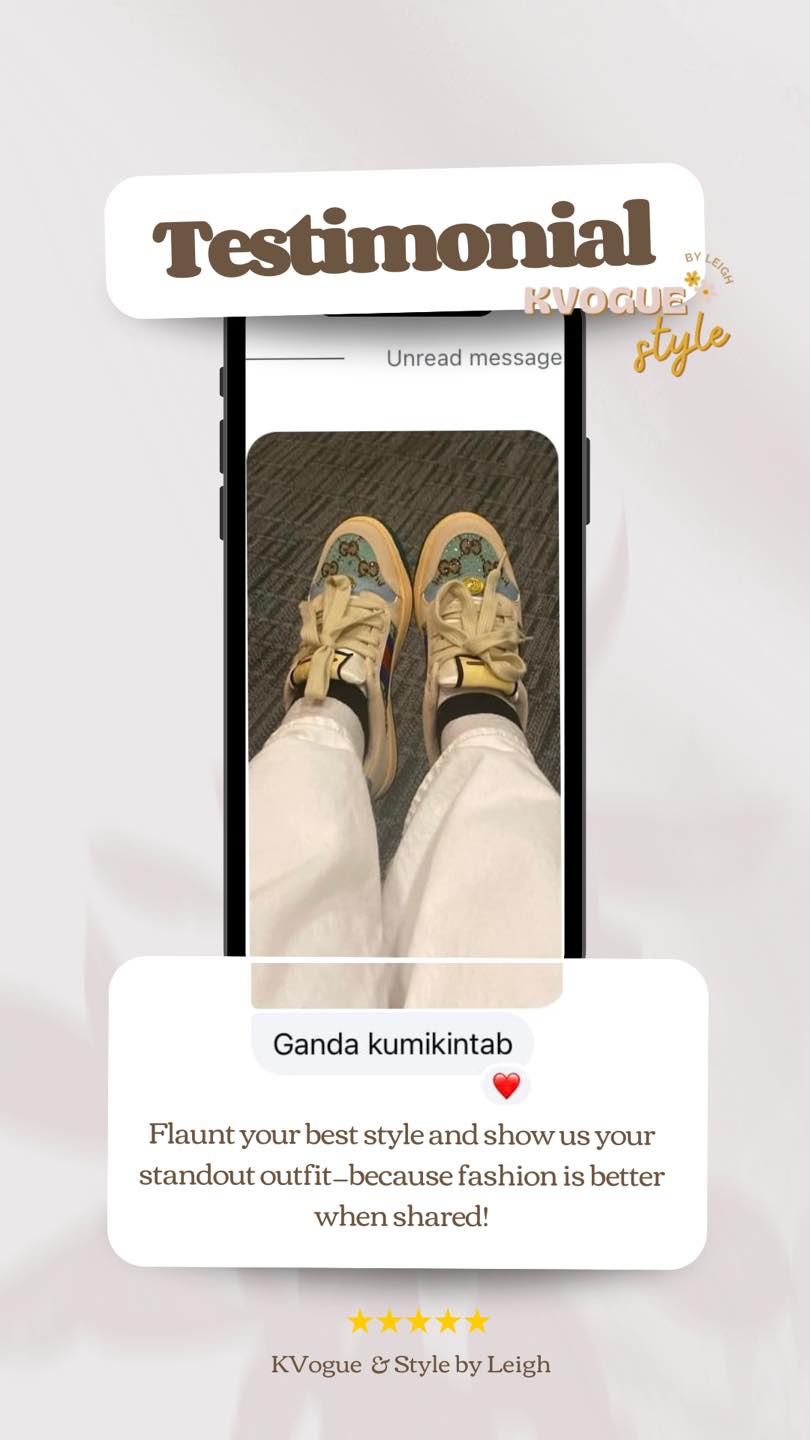 Testimonial
BY LEIGH
KVOGUE
style
Unread message
Ganda kumikintab
Flaunt your best style and show us your
standout outfit—because fashion is better
when shared!
KVogue & Style by Leigh